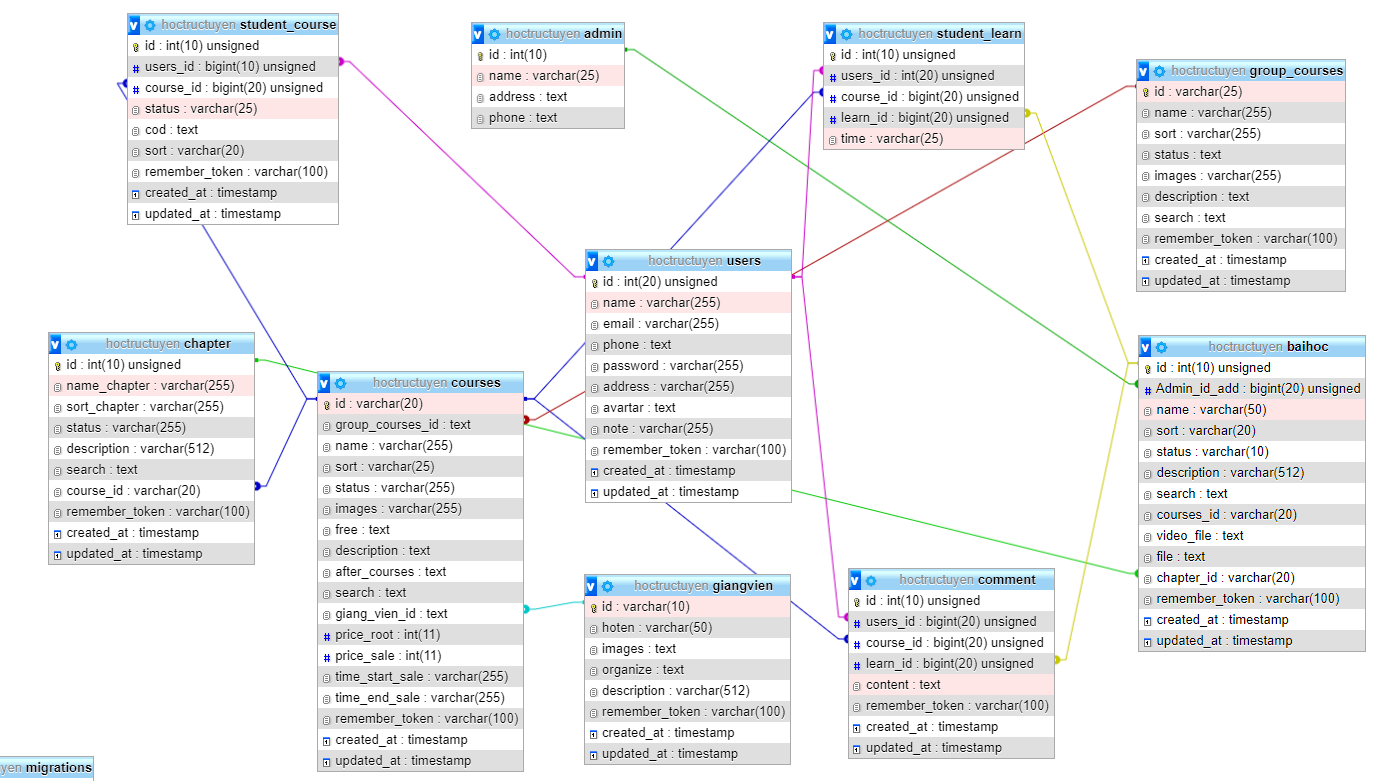 hoctructuyen student_course
id : int(10) unsigned
users_id : bigint(10) unsigned
course_id : bigint(20) unsigned
status : varchar(25)
cod : text
sort : varchar(20)
remember_token : varchar(100)
created_at : timestamp
updated_at : timestamp
hoctructuyen admin
id : int(10)
name : varchar(25)
address : text
phone : text
hoctructuyen student_learn
id : int(10) unsigned
users_id : int(20) unsigned
course_id : bigint(20) unsigned
learn_id : bigint(20) unsigned
time : varchar(25)
hoctructuyen group_courses
id : varchar(25)
name : varchar(255)
sort : varchar(255)
status : text
images : varchar(255)
description : text
search : text
remember_token : varchar(100)
created_at : timestamp
updated_at : timestamp
hoctructuyen users
id : int(20) unsigned
name : varchar(255)
email : varchar(255)
phone : text
password : varchar(255)
address : varchar(255)
avartar : text
note : varchar(255)
remember_token : varchar(100)
created_at : timestamp
updated_at : timestamp
hoctructuyen chapter
id : int(10) unsigned
name_chapter : varchar(255)
sort_chapter : varchar(255)
status : varchar(255)
description : varchar(512)
search : text
course_id : varchar(20)
remember_token : varchar(100)
created_at : timestamp
updated_at : timestamp
hoctructuyen courses
id : varchar(20)
group_courses_id : text
name : varchar(255)
sort : varchar(25)
status : varchar(255)
images : varchar(255)
free : text
description : text
after_courses : text
search : text
giang_vien_id : text
price_root : int(11)
price_sale : int(11)
time_start_sale : varchar(255)
time_end_sale : varchar(255)
remember_token : varchar(100)
created_at : timestamp
updated_at : timestamp
hoctructuyen baihoc
id : int(10) unsigned
Admin_id_add : bigint(20) unsigned
name : varchar(50)
sort : varchar(20)
status : varchar(10)
description : varchar(512)
search : text
courses_id : varchar(20)
video_file : text
file : text
chapter_id : varchar(20)
remember_token : varchar(100)
created_at : timestamp
updated_at : timestamp
hoctructuyen giangvien
id : varchar(10)
hoten : varchar(50)
images : text
organize : text
description : varchar(512)
remember_token : varchar(100)
created_at : timestamp
updated_at : timestamp
hoctructuyen comment
id : int(10) unsigned
users_id : bigint(20) unsigned
course_id : bigint(20) unsigned
learn_id : bigint(20) unsigned
content : text
remember_token : varchar(100)
created_at : timestamp
updated_at : timestamp
yen migrations